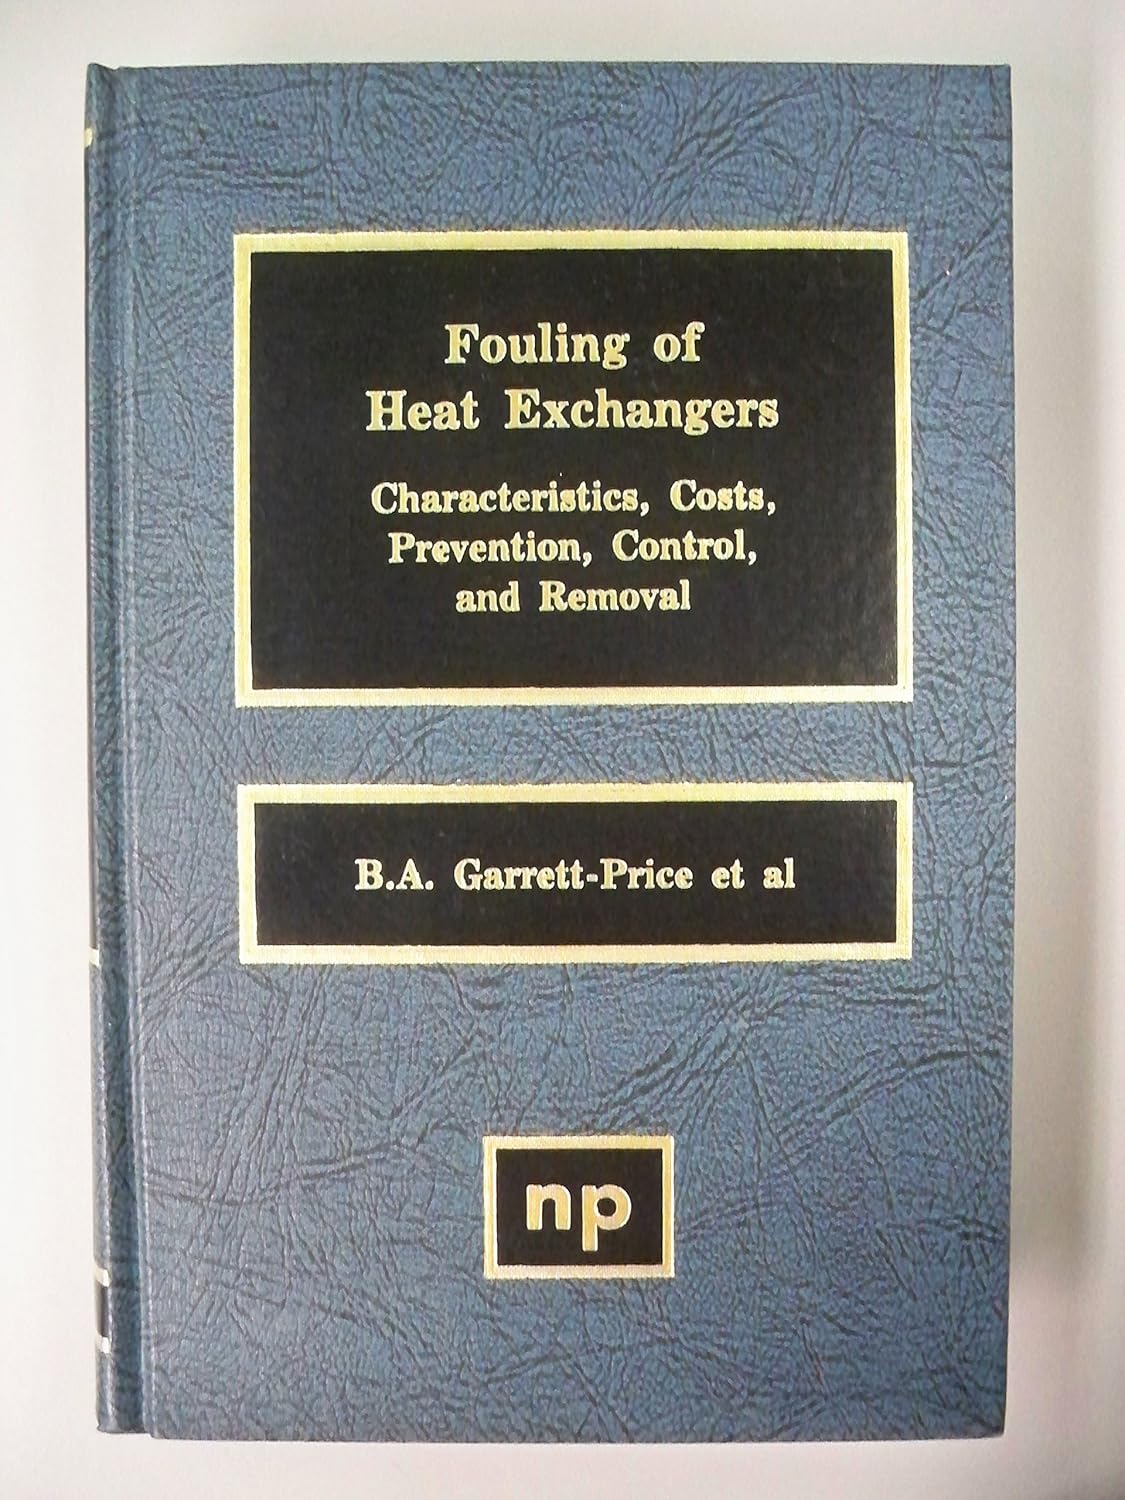 Fouling of
Heat Exchangers
Characteristics, Costs,
Prevention, Control,
and Removal
B.A. Garrett-Price et al
np